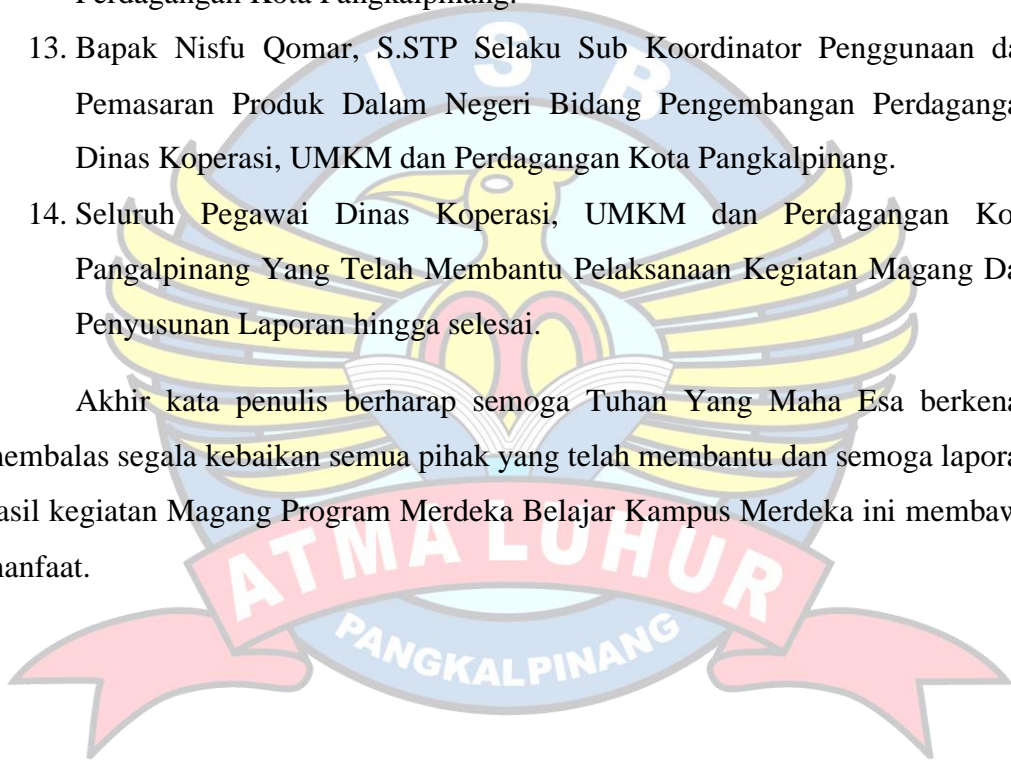 Perdagangan Kota Pangkalpinang.
13. Bapak Nisfu Qomar, S.STP Selaku Sub Koordinator Penggunaan da
Pemasaran Produk Dalam Negeri Bidang Pengembangan Perdaganga
Dinas Koperasi, UMKM dan Perdagangan Kota Pangkalpinang.
14. Seluruh Pegawai Dinas Koperasi, UMKM dan Perdagangan Ko
Pangalpinang Yang Telah Membantu Pelaksanaan Kegiatan Magang Da
Penyusunan Laporan hingga selesai.
Akhir kata penulis berharap semoga Tuhan Yang Maha Esa berkena
embalas segala kebaikan semua pihak yang telah membantu dan semoga lapora
asil kegiatan Magang Program Merdeka Belajar Kampus Merdeka ini membaw
anfaat.
ISB
ATMA LUHUR
PANGKALPINANG